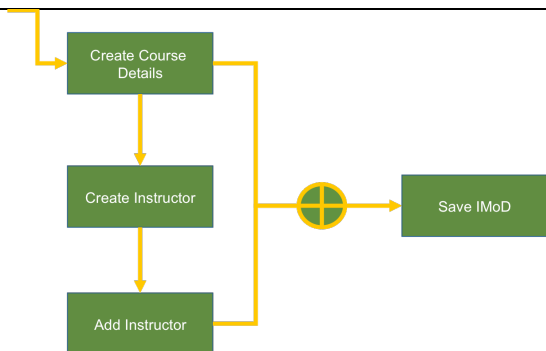 Create Course
Details
Create Instructor
Save IMoD
Add Instructor